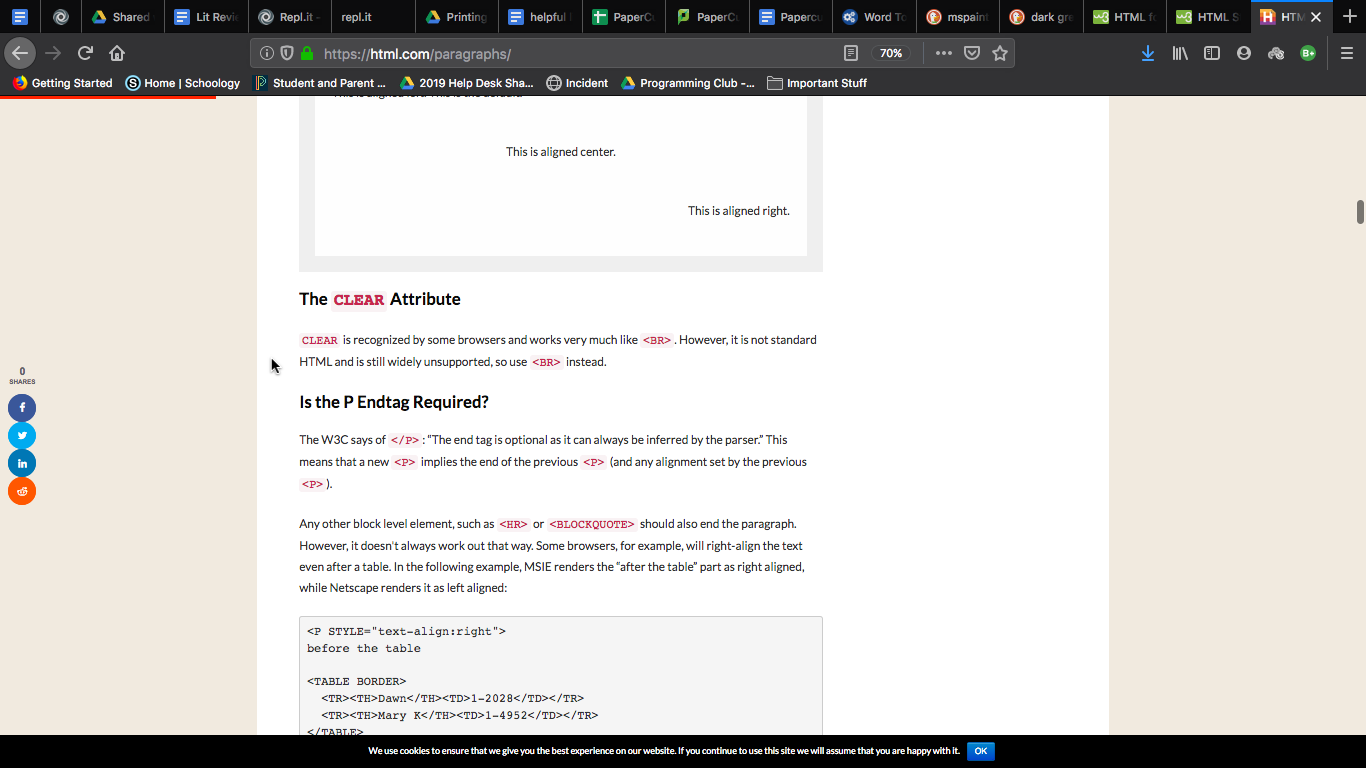 Shared
Lit Revi
Repl.it -
repl.it
Printing
helpful
PaperCu
PaperCu
Papercu
Word To
mspaint
dark gre
HTML fo
HTML S
HTM
https://html.com/paragraphs/
70%
Getting Started
Home | Schoology
Student and Parent ...
2019 Help Desk Sha...
Incident
Programming Club -...
Important Stuff
This is aligned center.
This is aligned right.
The CLEAR Attribute
CLEAR is recognized by some browsers and works very much like <BR>. However, it is not standard
HTML and is still widely unsupported, so use <BR> instead.
0
SHARES
Is the P Endtag Required?
The W3C says of </P>: “The end tag is optional as it can always be inferred by the parser.” This
means that a new <P> implies the end of the previous <P> (and any alignment set by the previous
<P>).
Any other block level element, such as <HR> or <BLOCKQUOTE> should also end the paragraph.
However, it doesn't always work out that way. Some browsers, for example, will right-align the text
even after a table. In the following example, MSIE renders the “after the table” part as right aligned,
while Netscape renders it as left aligned:
<P STYLE="text-align:right">
before the table
<TABLE BORDER>
<TR><TH>Dawn</TH><TD>1-2028</TD></TR>
<TR><TH>Mary K</TH><TD>1-4952</TD></TR>
</TABLE>
We use cookies to ensure that we give you the best experience on our website. If you continue to use this site we will assume that you are happy with it.
OK